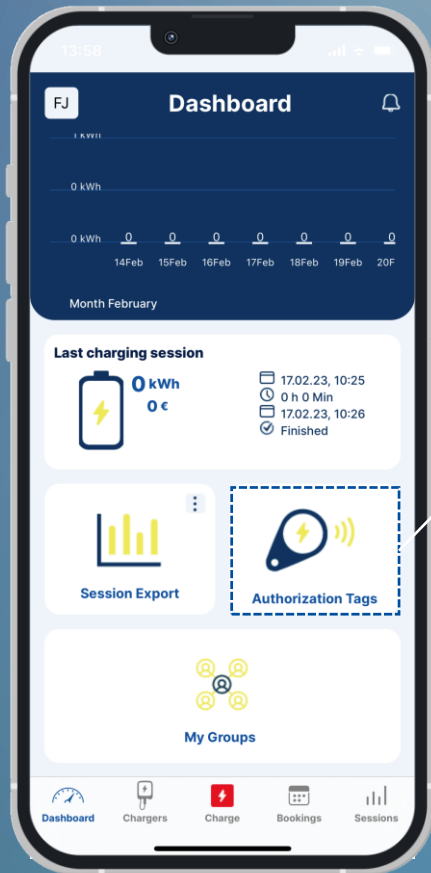 13:58
FJ
Dashboard
1 kWh
0 kWh
0 kWh
0 0 0 0 0 0 0
14Feb 15Feb 16Feb 17Feb 18Feb 19Feb 20F
Month February
Last charging session
0 kWh
0 €
17.02.23, 10:25
0 h 0 Min
17.02.23, 10:26
Finished
Session Export
Authorization Tags
My Groups
Dashboard Chargers Charge Bookings Sessions